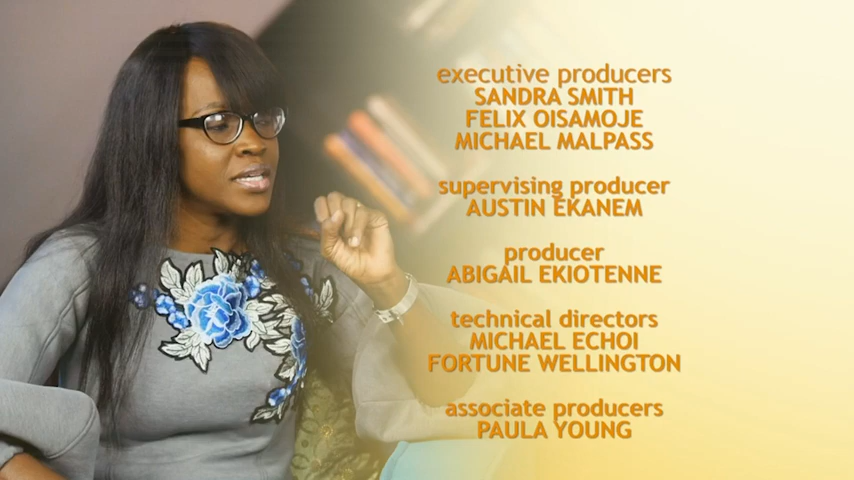 executive producers
SANDRA SMITH
FELIX OISAMOJE
MICHAEL MALPASS
supervising producer
AUSTIN EKANEM
producer
ABIGAIL EKIOTENNE
technical directors
MICHAEL ECHOI
FORTUNE WELLINGTON
associate producers
PAULA YOUNG